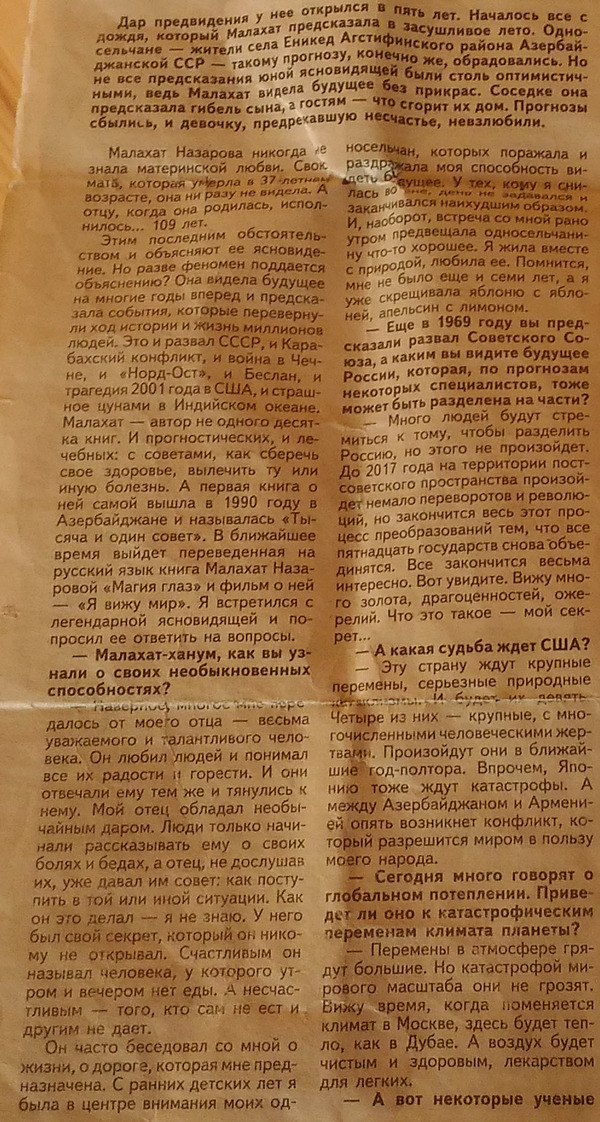 Дар предвидения у нее открылся в пять лет. Началось все с
дождя, который Малахат предсказала в засушливое лето. Одно-
сельчане — жители села Еникед Агстифинского района Азербай-
джанской ССР — такому прогнозу, конечно же, обрадовались. Но
не все предсказания юной ясновидящей были столь оптимистич-
ными, ведь Малахат видела будущее без прикрас. Соседке она
предсказала гибель сына, а гостям — что сгорит их дом. Прогнозы
сбылись, и девочку, предрекавшую несчастье, невзлюбили.
Малахат Назарова никогда не
знала материнской любви. Свою
мать, которая умерла в 37-летнем
возрасте, она ни разу не видела. А
отцу, когда она родилась, испол-
нилось... 109 лет.
Этим последним обстоятель-
ством и объясняют ее ясновиде-
ние. Но разве феномен поддается
объяснению? Она видела будущее
на многие годы вперед и предска-
зала события, которые переверну-
ли ход истории и жизнь миллионов
людей. Это и развал СССР, и Кара-
бахский конфликт, и война в Чеч-
не, и «Норд-Ост», и Беслан, и
трагедия 2001 года в США, и страш-
ное цунами в Индийском океане.
Малахат — автор не одного десят-
ка книг. И прогностических, и ле-
чебных: с советами, как сберечь
свое здоровье, вылечить ту или
иную болезнь. А первая книга о
ней самой вышла в 1990 году в
Азербайджане и называлась «Ты-
сяча и один совет». В ближайшее
время выйдет переведенная на
русский язык книга Малахат Наза-
ровой «Магия глаз» и фильм о ней
— «Я вижу мир». Я встретился с
легендарной ясновидящей и по-
просил ее ответить на вопросы.
— Малахат-ханум, как вы уз-
нали о своих необыкновенных
способностях?
— Наверное, многое мне пере-
далось от моего отца — весьма
уважаемого и талантливого чело-
века. Он любил людей и понимал
все их радости и горести. И они
отвечали ему тем же и тянулись к
нему. Мой отец обладал необы-
чайным даром. Люди только начи-
нали рассказывать ему о своих
болях и бедах, а отец, не дослушав
их, уже давал им совет: как посту-
пить в той или иной ситуации. Как
он это делал — я не знаю. У него
был свой секрет, который он нико-
му не открывал. Счастливым он
называл человека, у которого ут-
ром и вечером нет еды. А несчас-
тливым — того, кто сам не ест и
другим не дает.
Он часто беседовал со мной о
жизни, о дороге, которая мне пред-
назначена. С ранних детских лет я
была в центре внимания моих од-
носельчан, которых поражала и
раздражала моя способность ви-
деть будущее. У тех, кому я сни-
лась во сне, дело не задавался и
заканчивался наихудшим образом.
И, наоборот, встреча со мной рано
утром предвещала односельчани-
ну что-то хорошее. Я жила вместе
с природой, любила ее. Помнится,
мне не было еще и семи лет, а я
уже скрещивала яблоню с ябло-
ней, апельсин с лимоном.
— Еще в 1969 году вы пред-
сказали развал Советского Со-
юза, а каким вы видите будущее
России, которая, по прогнозам
некоторых специалистов, тоже
может быть разделена на части?
— Много людей будут стре-
миться к тому, чтобы разделить
Россию, но этого не произойдет.
До 2017 года на территории пост-
советского пространства произой-
дет немало переворотов и револю-
ций, но закончится весь этот про-
цесс преобразований тем, что все
пятнадцать государств снова объе-
динятся. Все закончится весьма
интересно. Вот увидите. Вижу мно-
го золота, драгоценностей, оже-
релий. Что это такое — мой сек-
рет...
— А какая судьба ждет США?
— Эту страну ждут крупные
перемены, серьезные природные
катаклизмы. И будет их девять.
Четыре из них — крупные, с мно-
гочисленными человеческими жер-
твами. Произойдут они в ближай-
шие год-полтора. Впрочем, Япо-
нию тоже ждут катастрофы. А
между Азербайджаном и Армени-
ей опять возникнет конфликт, ко-
торый разрешится миром в пользу
моего народа.
— Сегодня много говорят о
глобальном потеплении. Приве-
дет ли оно к катастрофическим
переменам климата планеты?
— Перемены в атмосфере гря-
дут большие. Но катастрофой ми-
рового масштаба они не грозят.
Вижу время, когда поменяется
климат в Москве, здесь будет теп-
ло, как в Дубае. А воздух будет
чистым и здоровым, лекарством
для легких.
— А вот некоторые ученые